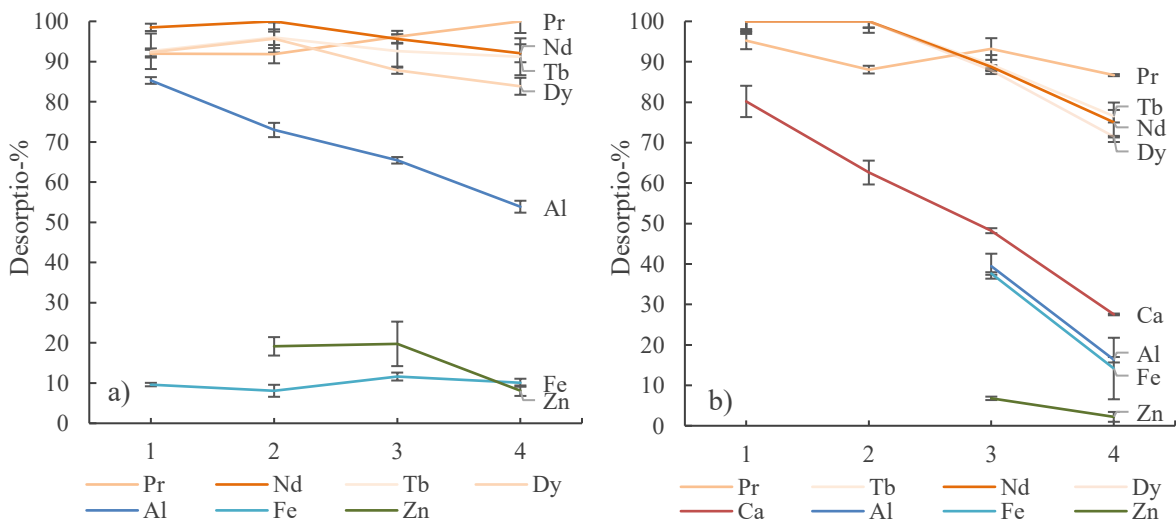 Desorptio-%
100
90
80
70
60
50
40
30
20
10
0
1 2 3 4
a)
Pr
Nd
Tb
Dy
Al
Fe
Zn
Pr Nd Tb Dy
Al Fe Zn
Desorptio-%
100
90
80
70
60
50
40
30
20
10
0
1 2 3 4
b)
Pr
Tb
Nd
Dy
Ca
Al
Fe
Zn
Pr Tb Nd Dy
Ca Al Fe Zn